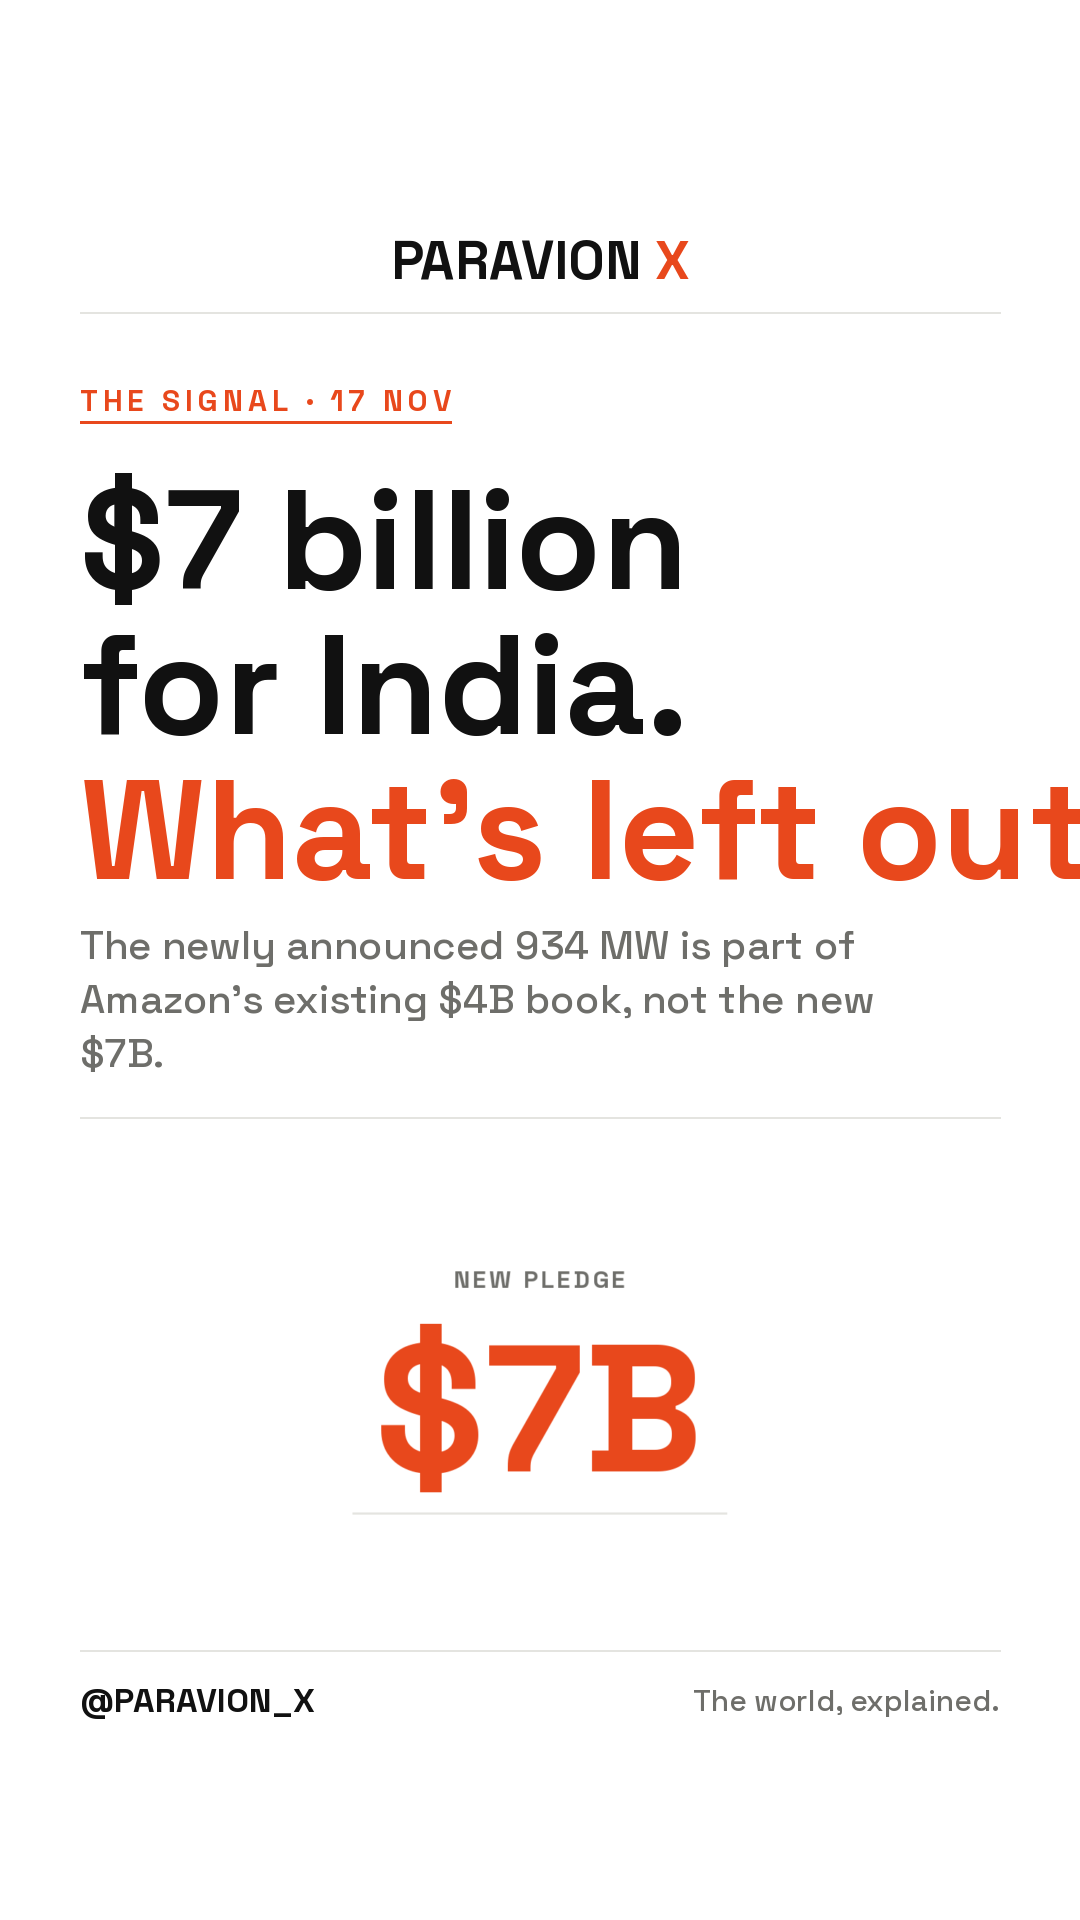 PARAVION X
THE SIGNAL · 17 NOV
$7 billion
for India.
What’s left out
The newly announced 934 MW is part of
Amazon’s existing $4B book, not the new
$7B.
NEW PLEDGE
$7B
@PARAVION_X
The world, explained.